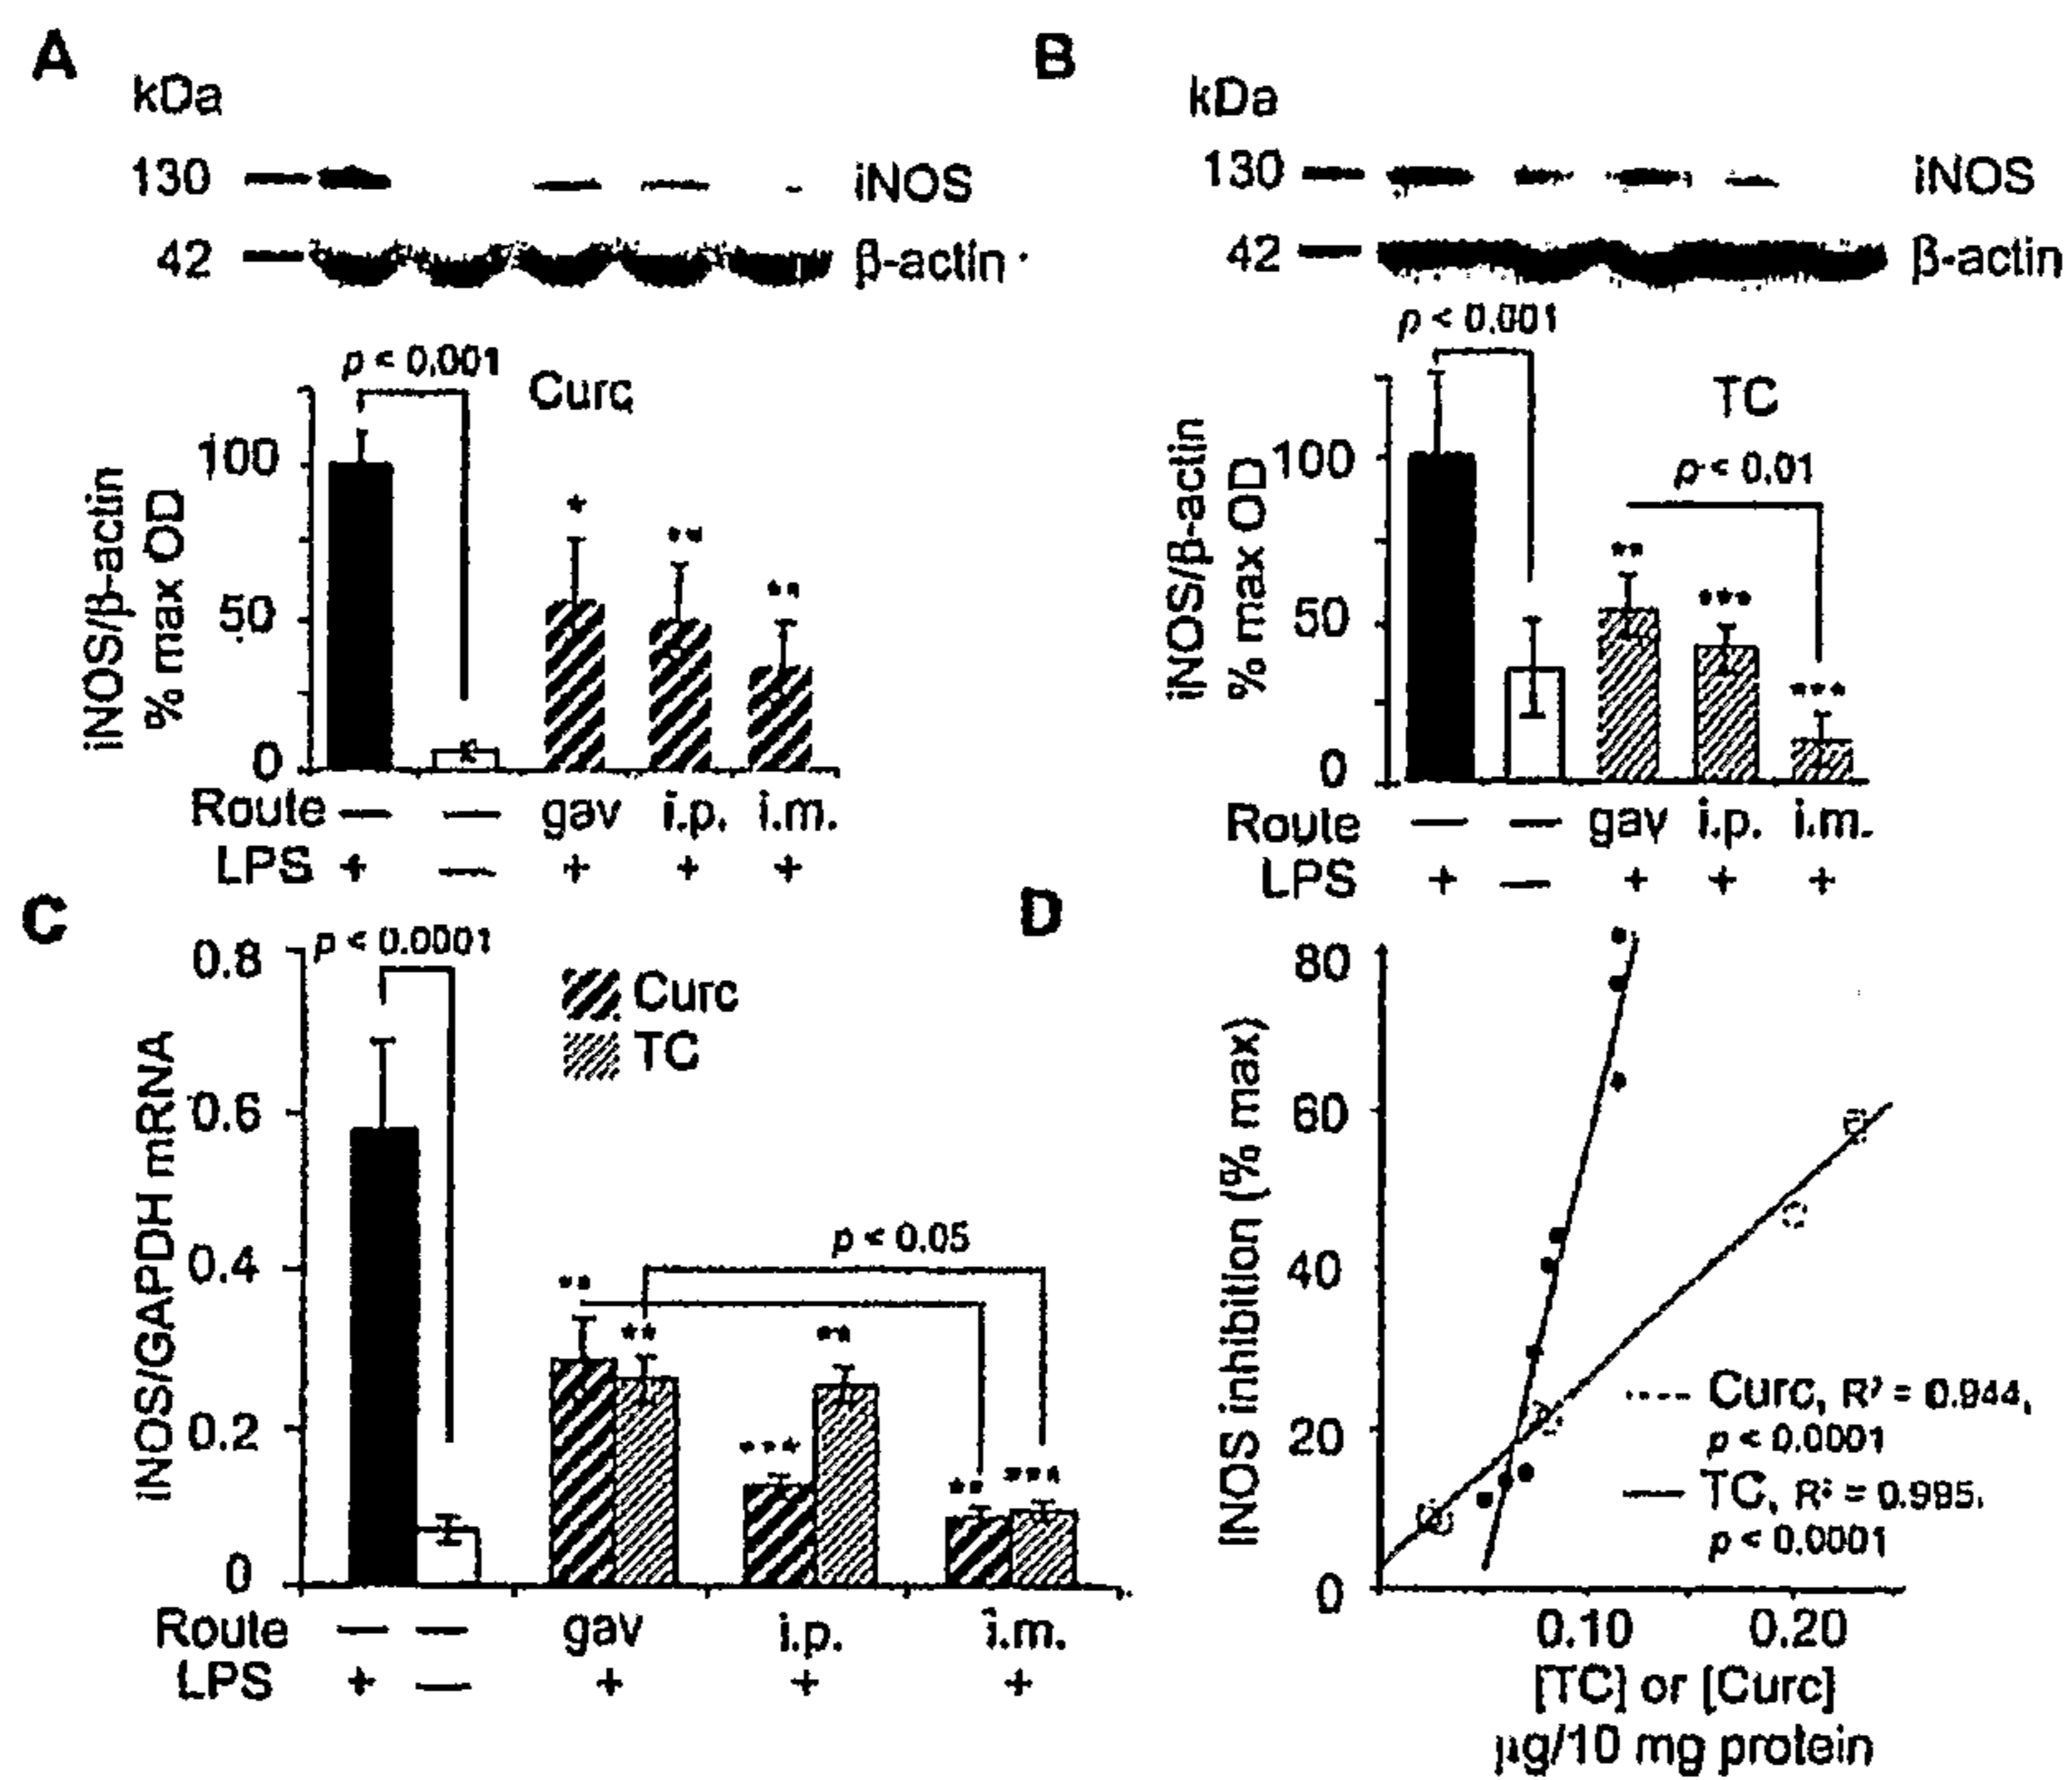 A
kDa
130 iNOS
42 β-actin
p < 0.001
Curc
iNOS/β-actin
% max OD
100
50
0
Route — — gav i.p. i.m.
LPS + — + + +
B
kDa
130 iNOS
42 β-actin
p < 0.001
TC
p < 0.01
iNOS/β-actin
% max OD
100
50
0
** *** ***
Route — — gav i.p. i.m.
LPS + — + + +
C
p < 0.0001
Curc
TC
iNOS/GAPDH mRNA
0.8
0.6
0.4
0.2
0
p < 0.05
** ** *** ** ** ***
Route — — gav i.p. i.m.
LPS + — + + +
D
iNOS inhibition (% max)
80
60
40
20
0
Curc, R² = 0.944,
p < 0.0001
TC, R² = 0.995,
p < 0.0001
0.10 0.20
[TC] or [Curc]
µg/10 mg protein